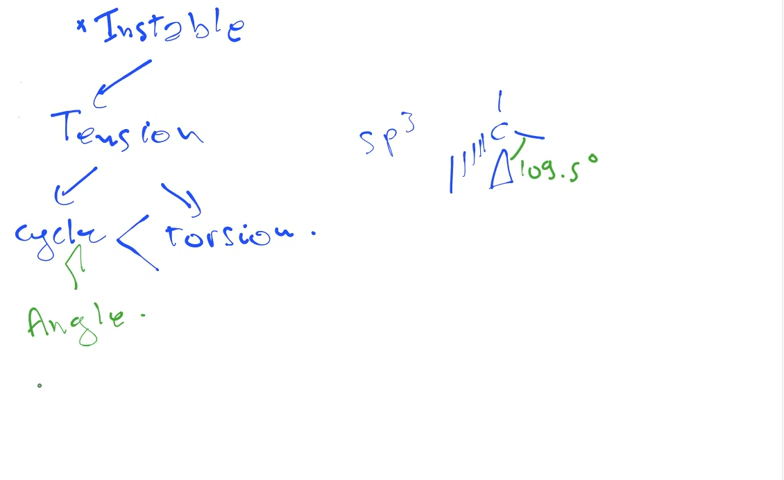 * Instable
Tension
sp³
C
109.5°
cycle < torsion.
Angle.